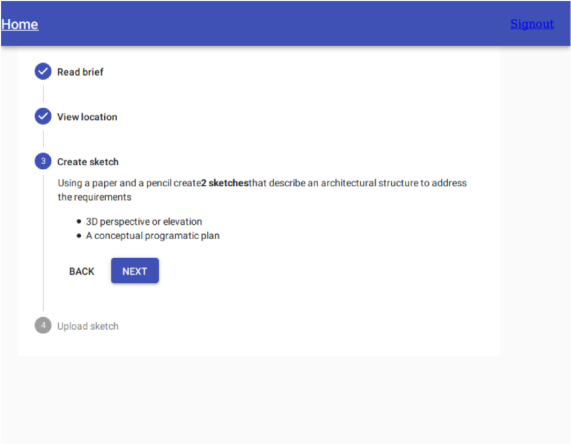 Home
Signout
Read brief
View location
3 Create sketch
Using a paper and a pencil create2 sketchesthat describe an architectural structure to address
the requirements
• 3D perspective or elevation
• A conceptual programatic plan
BACK NEXT
4 Upload sketch